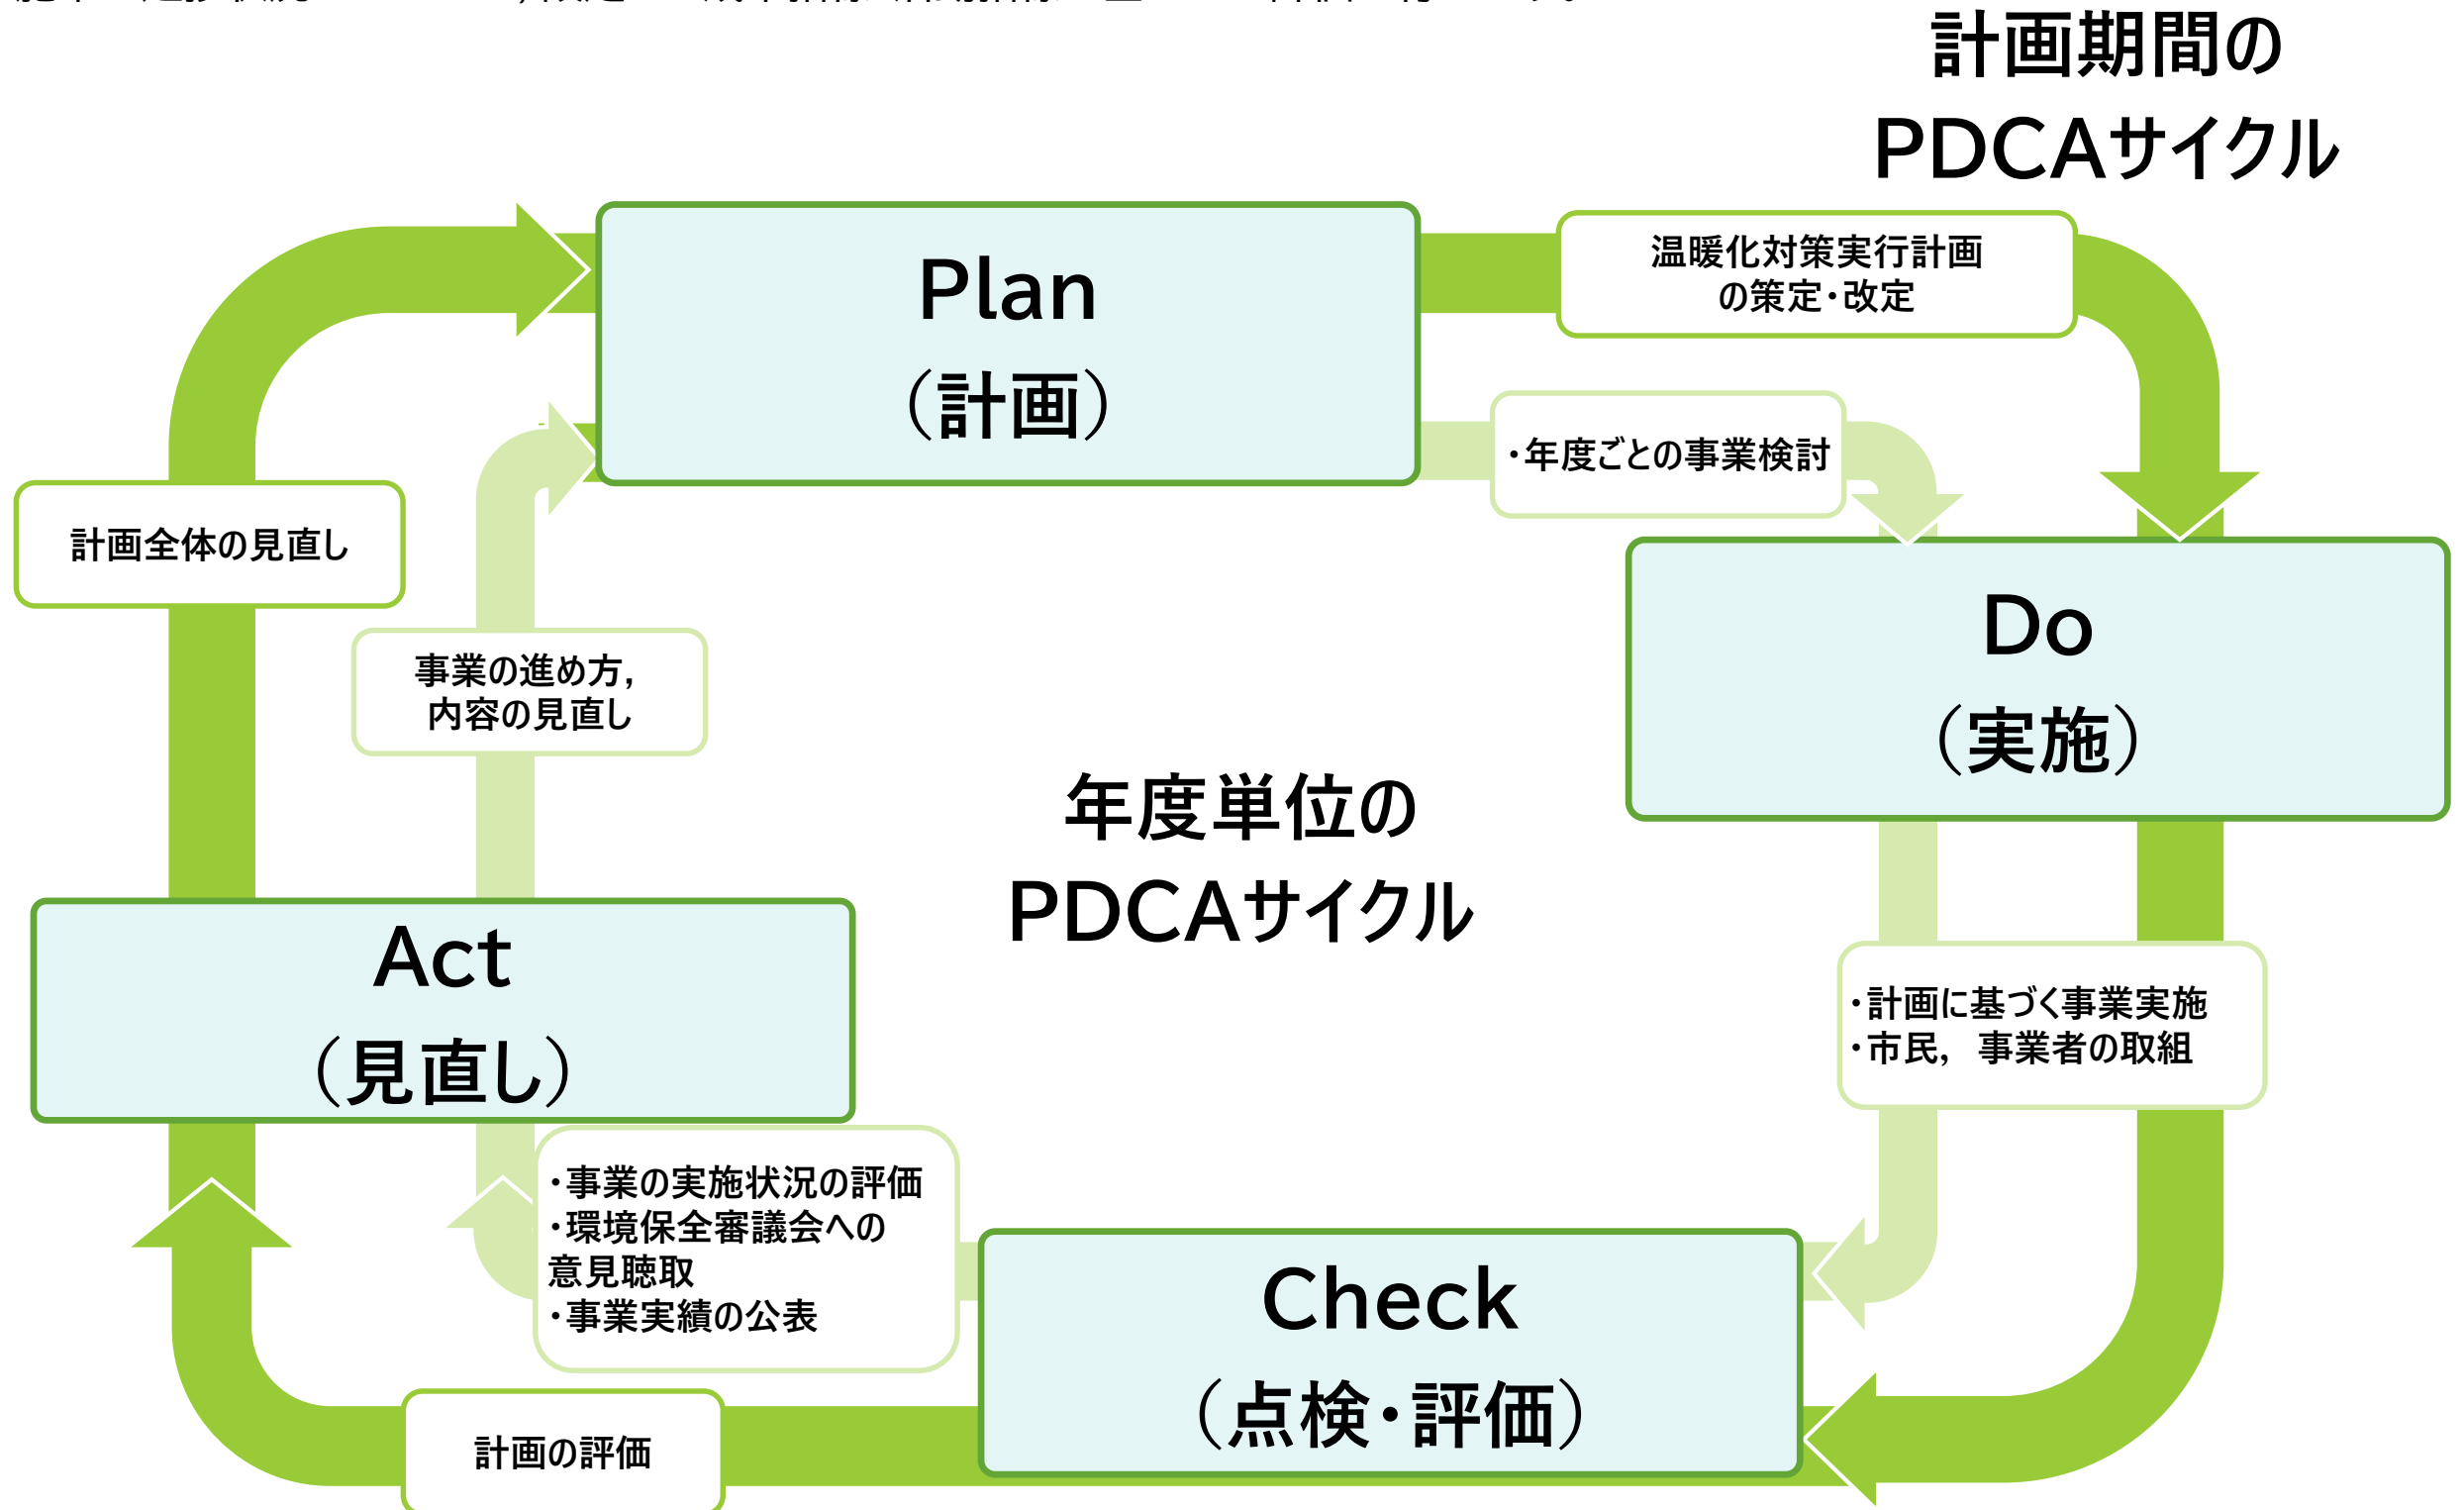 計画期間の
PDCAサイクル
Plan
（計画）
温暖化対策実行計画
の策定・改定
・年度ごとの事業検討
計画全体の見直し
Do
（実施）
事業の進め方，
内容の見直し
年度単位の
PDCAサイクル
Act
（見直し）
・計画に基づく事業実施
・市民，事業者の取組
・事業の実施状況の評価
・環境保全審議会への
意見聴取
・事業実績の公表
Check
（点検・評価）
計画の評価